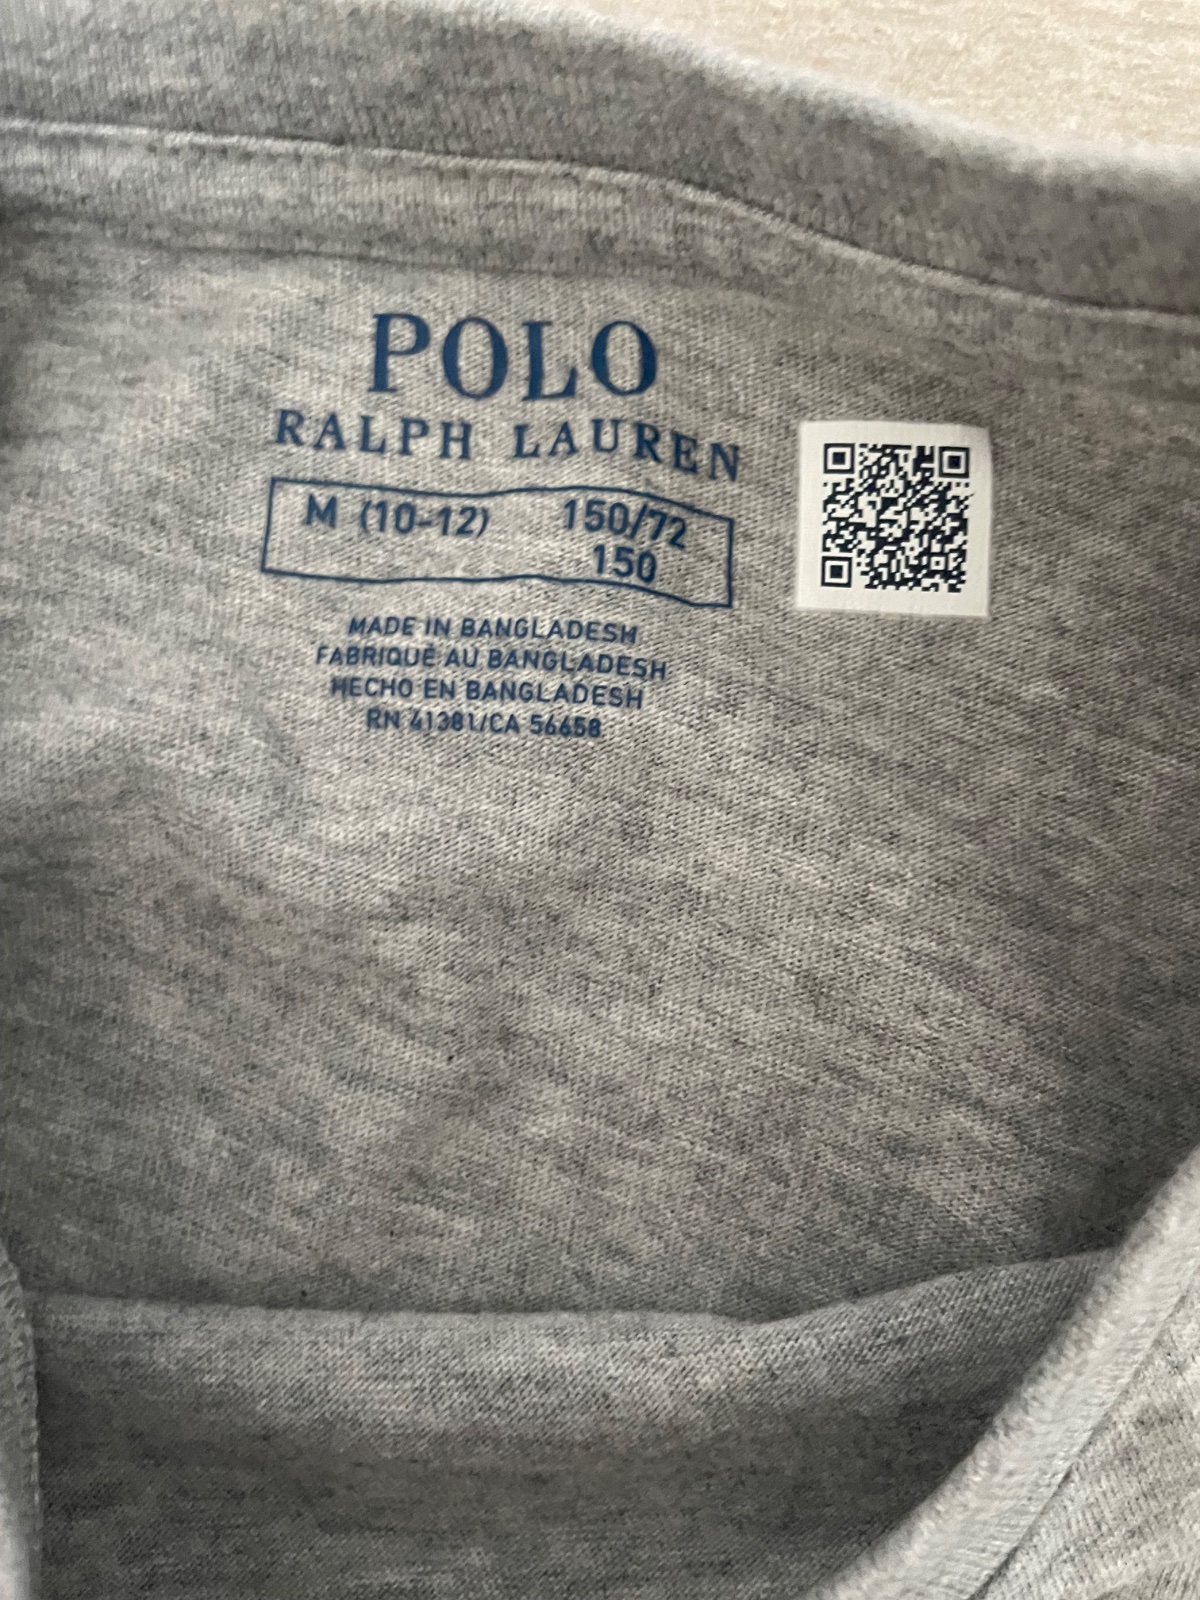 POLO
RALPH LAUREN
M (10-12) 150/72
150
MADE IN BANGLADESH
FABRIQUÉ AU BANGLADESH
HECHO EN BANGLADESH
RN 41381/CA 56658